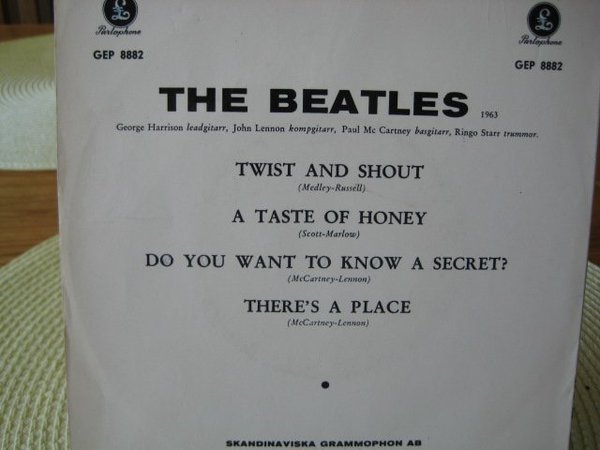 £ £
Parlophone Parlophone
GEP 8882 GEP 8882
THE BEATLES 1963
George Harrison leadgitarr, John Lennon kompgitarr, Paul Mc Cartney basgitarr, Ringo Starr trummor.
TWIST AND SHOUT
(Medley-Russell)
A TASTE OF HONEY
(Scott-Marlow)
DO YOU WANT TO KNOW A SECRET?
(McCartney-Lennon)
THERE'S A PLACE
(McCartney-Lennon)
SKANDINAVISKA GRAMMOPHON AB